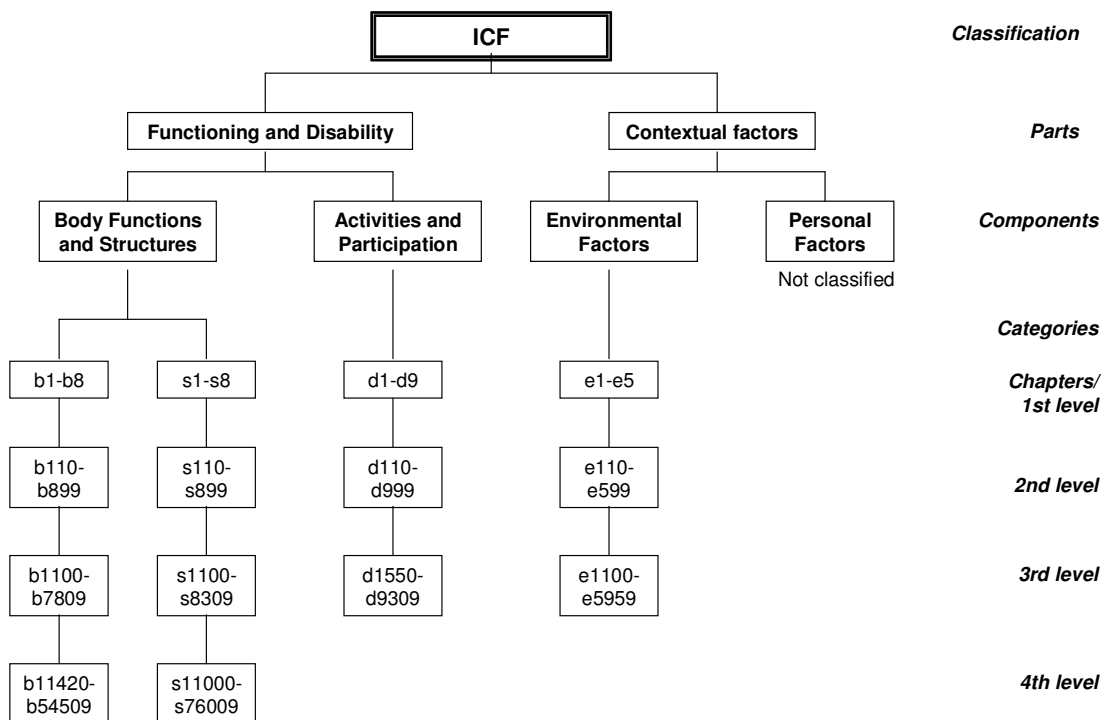 ICF
Classification
Functioning and Disability
Contextual factors
Parts
Body Functions
and Structures
Activities and
Participation
Environmental
Factors
Personal
Factors
Components
Not classified
Categories
b1-b8
s1-s8
d1-d9
e1-e5
Chapters/
1st level
b110-
b899
s110-
s899
d110-
d999
e110-
e599
2nd level
b1100-
b7809
s1100-
s8309
d1550-
d9309
e1100-
e5959
3rd level
b11420-
b54509
s11000-
s76009
4th level